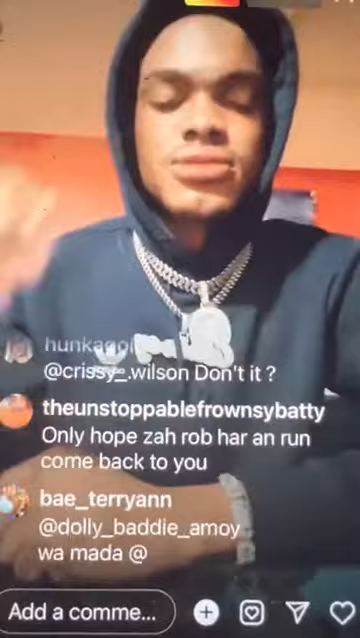 @crissy_.wilson Don't it ?
theunstoppablefrownsybatty
Only hope zah rob har an run
come back to you
bae_terryann
@dolly_baddie_amoy
wa mada @
Add a comme...